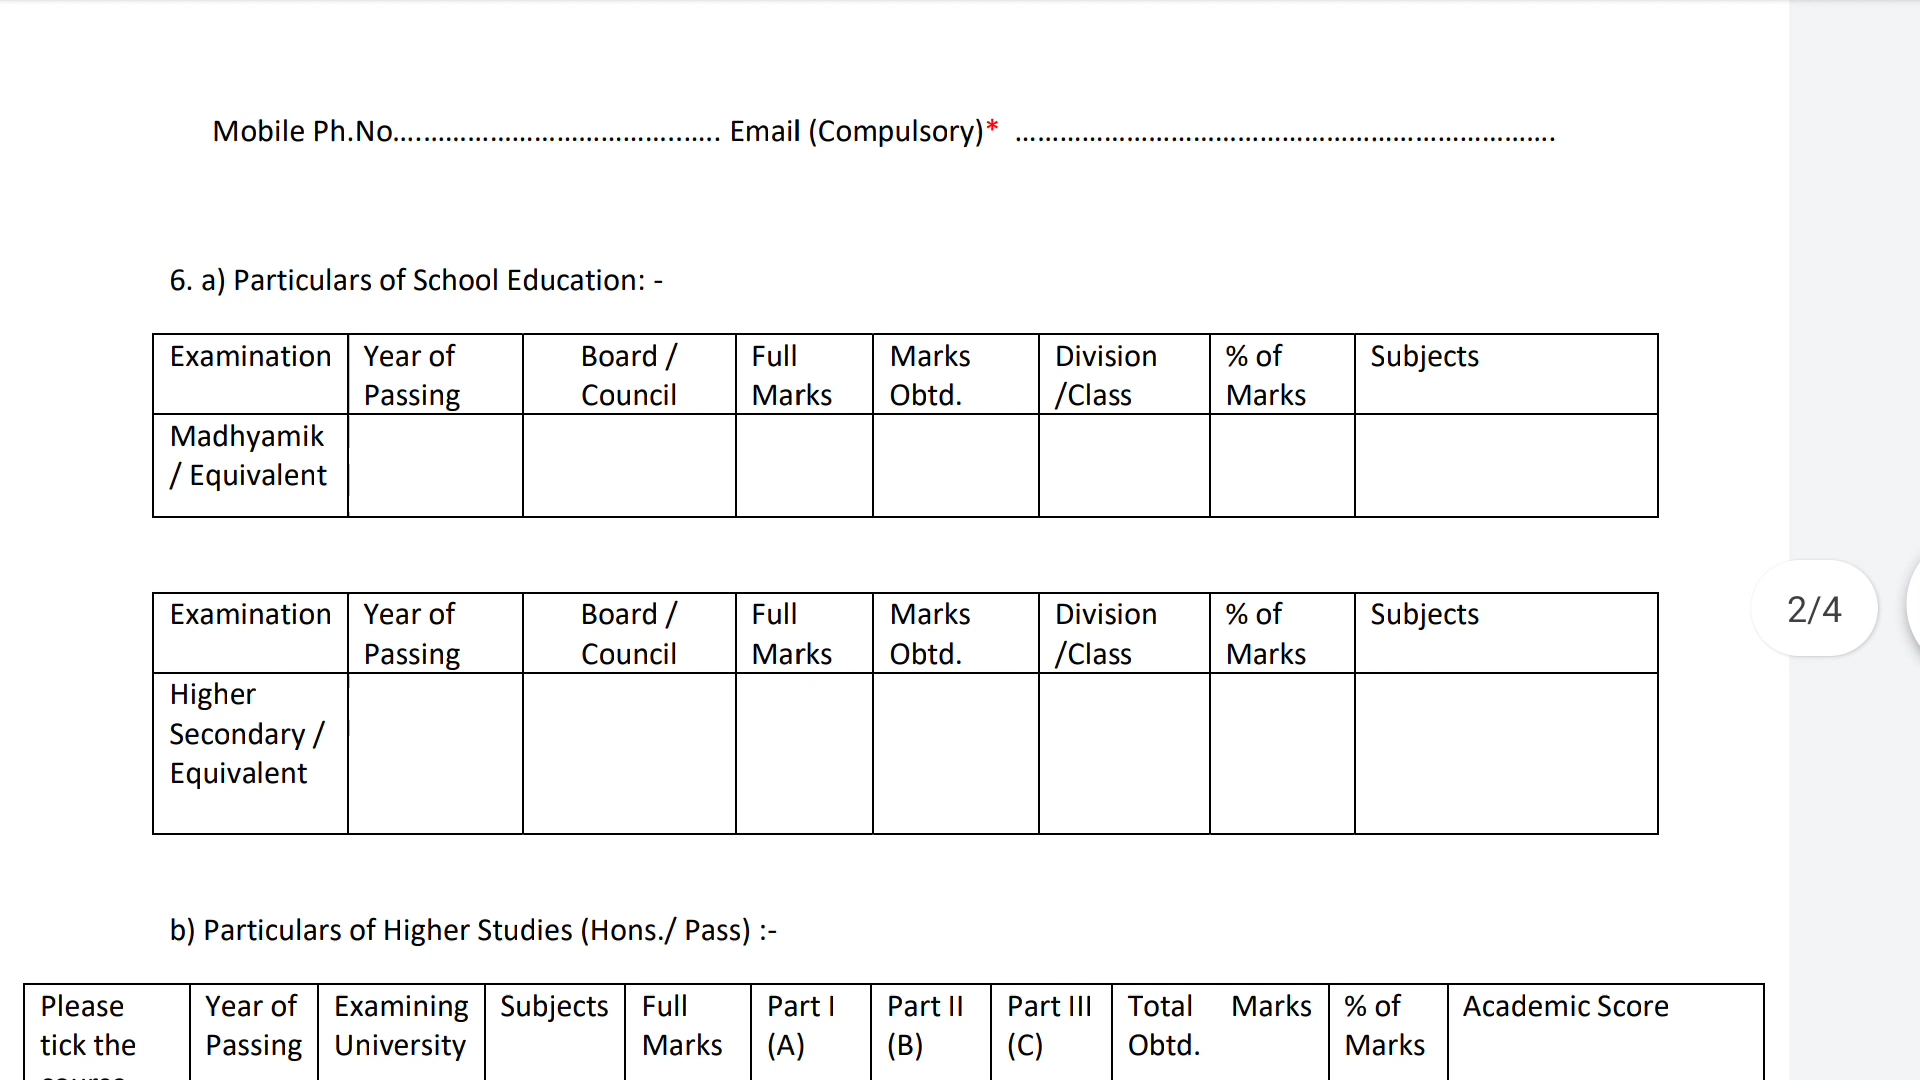 Mobile Ph.No............................................ Email (Compulsory)* .........................................................................
6. a) Particulars of School Education: -
Examination Year of Passing Board / Council Full Marks Marks Obtd. Division /Class % of Marks Subjects
Madhyamik / Equivalent
Examination Year of Passing Board / Council Full Marks Marks Obtd. Division /Class % of Marks Subjects
Higher Secondary / Equivalent
2/4
b) Particulars of Higher Studies (Hons./ Pass) :-
Please tick the Year of Passing Examining University Subjects Full Marks Part I (A) Part II (B) Part III (C) Total Marks Obtd. % of Marks Academic Score